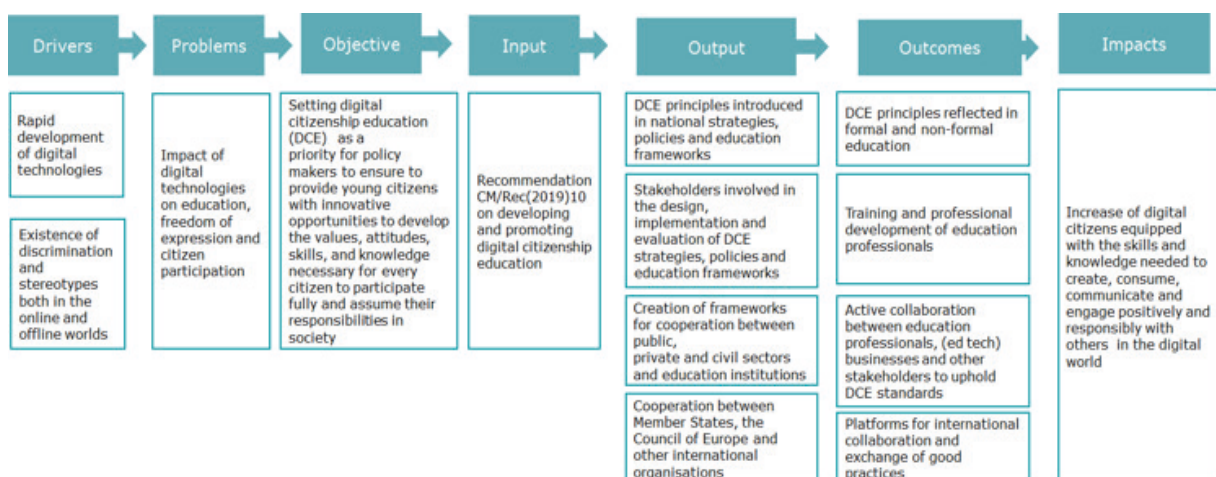 Drivers
Problems
Objective
Input
Output
Outcomes
Impacts
Rapid
development
of digital
technologies
Existence of
discrimination
and
stereotypes
both in the
online and
offline worlds
Impact of
digital
technologies
on education,
freedom of
expression and
citizen
participation
Setting digital
citizenship education
(DCE) as a
priority for policy
makers to ensure to
provide young citizens
with innovative
opportunities to develop
the values, attitudes,
skills, and knowledge
necessary for every
citizen to participate
fully and assume their
responsibilities in
society
Recommendation
CM/Rec(2019)10
on developing
and promoting
digital citizenship
education
DCE principles introduced
in national strategies,
policies and education
frameworks
Stakeholders involved in
the design,
implementation and
evaluation of DCE
strategies, policies and
education frameworks
Creation of frameworks
for cooperation between
public,
private and civil sectors
and education institutions
Cooperation between
Member States, the
Council of Europe and
other international
organisations
DCE principles reflected in
formal and non-formal
education
Training and professional
development of education
professionals
Active collaboration
between education
professionals, (ed tech)
businesses and other
stakeholders to uphold
DCE standards
Platforms for international
collaboration and
exchange of good
practices
Increase of digital
citizens equipped
with the skills and
knowledge needed to
create, consume,
communicate and
engage positively and
responsibly with
others in the digital
world